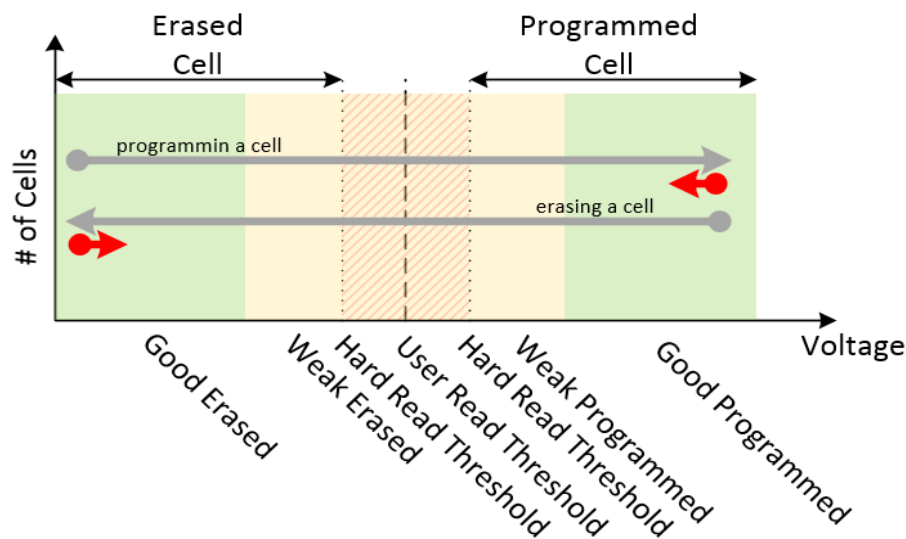 Erased
Cell
Programmed
Cell
programmin a cell
erasing a cell
# of Cells
Voltage
Good Erased
Weak Erased
Hard Read Threshold
User Read Threshold
Hard Read Threshold
Weak Programmed
Good Programmed